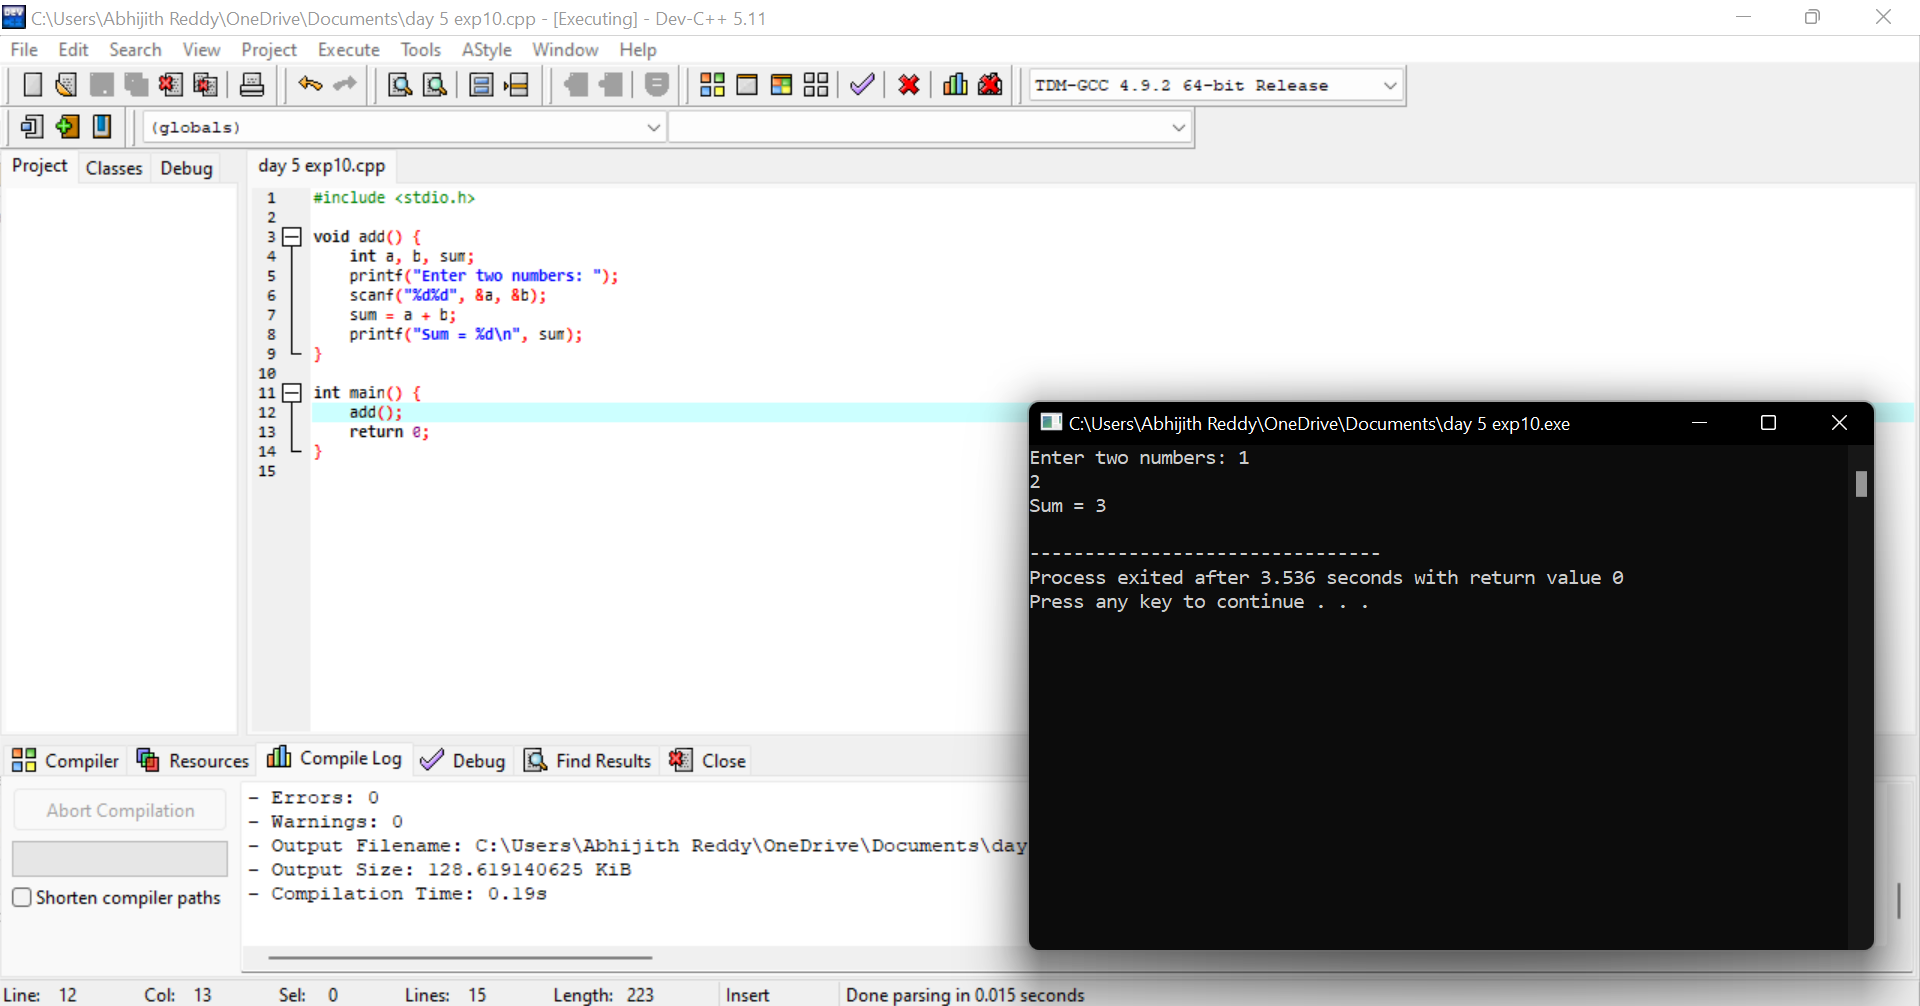 C:\Users\Abhijith Reddy\OneDrive\Documents\day 5 exp10.cpp - [Executing] - Dev-C++ 5.11
File Edit Search View Project Execute Tools AStyle Window Help
TDM-GCC 4.9.2 64-bit Release
(globals)
Project Classes Debug
day 5 exp10.cpp
1 #include <stdio.h>
2
3 void add() {
4     int a, b, sum;
5     printf("Enter two numbers: ");
6     scanf("%d%d", &a, &b);
7     sum = a + b;
8     printf("Sum = %d\n", sum);
9 }
10
11 int main() {
12     add();
13     return 0;
14 }
15
C:\Users\Abhijith Reddy\OneDrive\Documents\day 5 exp10.exe
Enter two numbers: 1
2
Sum = 3
--------------------------------
Process exited after 3.536 seconds with return value 0
Press any key to continue . . .
Compiler Resources Compile Log Debug Find Results Close
Abort Compilation
Shorten compiler paths
- Errors: 0
- Warnings: 0
- Output Filename: C:\Users\Abhijith Reddy\OneDrive\Documents\day
- Output Size: 128.619140625 KiB
- Compilation Time: 0.19s
Line: 12 Col: 13 Sel: 0 Lines: 15 Length: 223 Insert Done parsing in 0.015 seconds